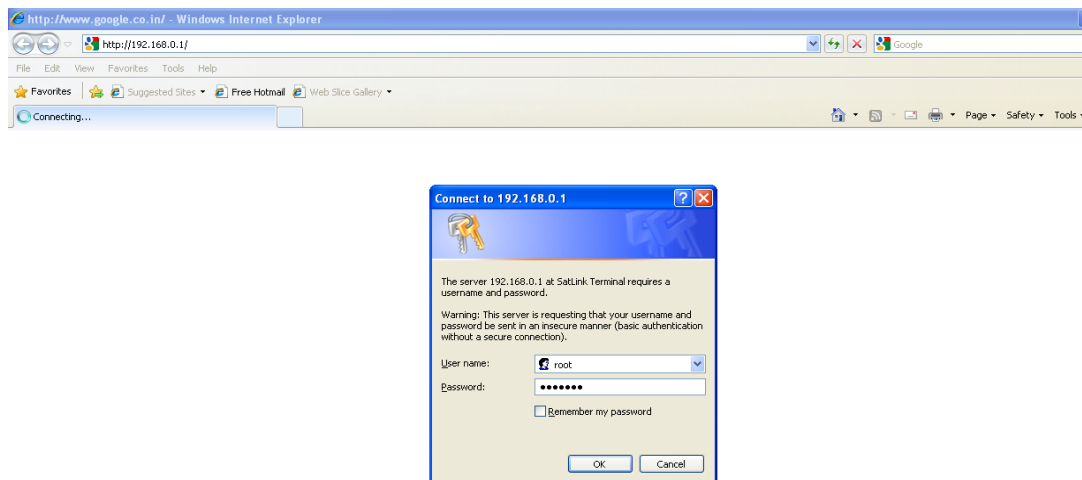 http://www.google.co.in/ - Windows Internet Explorer
http://192.168.0.1/
Google
File Edit View Favorites Tools Help
Favorites Suggested Sites Free Hotmail Web Slice Gallery
Connecting...
Page Safety Tools
Connect to 192.168.0.1
The server 192.168.0.1 at SatLink Terminal requires a
username and password.
Warning: This server is requesting that your username and
password be sent in an insecure manner (basic authentication
without a secure connection).
User name:
root
Password:
•••••••
Remember my password
OK Cancel